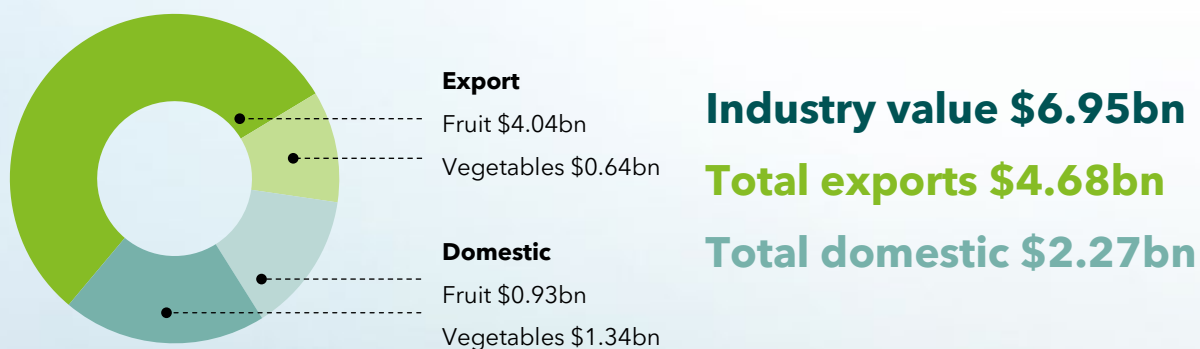 Export
Fruit $4.04bn
Vegetables $0.64bn
Domestic
Fruit $0.93bn
Vegetables $1.34bn
Industry value $6.95bn
Total exports $4.68bn
Total domestic $2.27bn